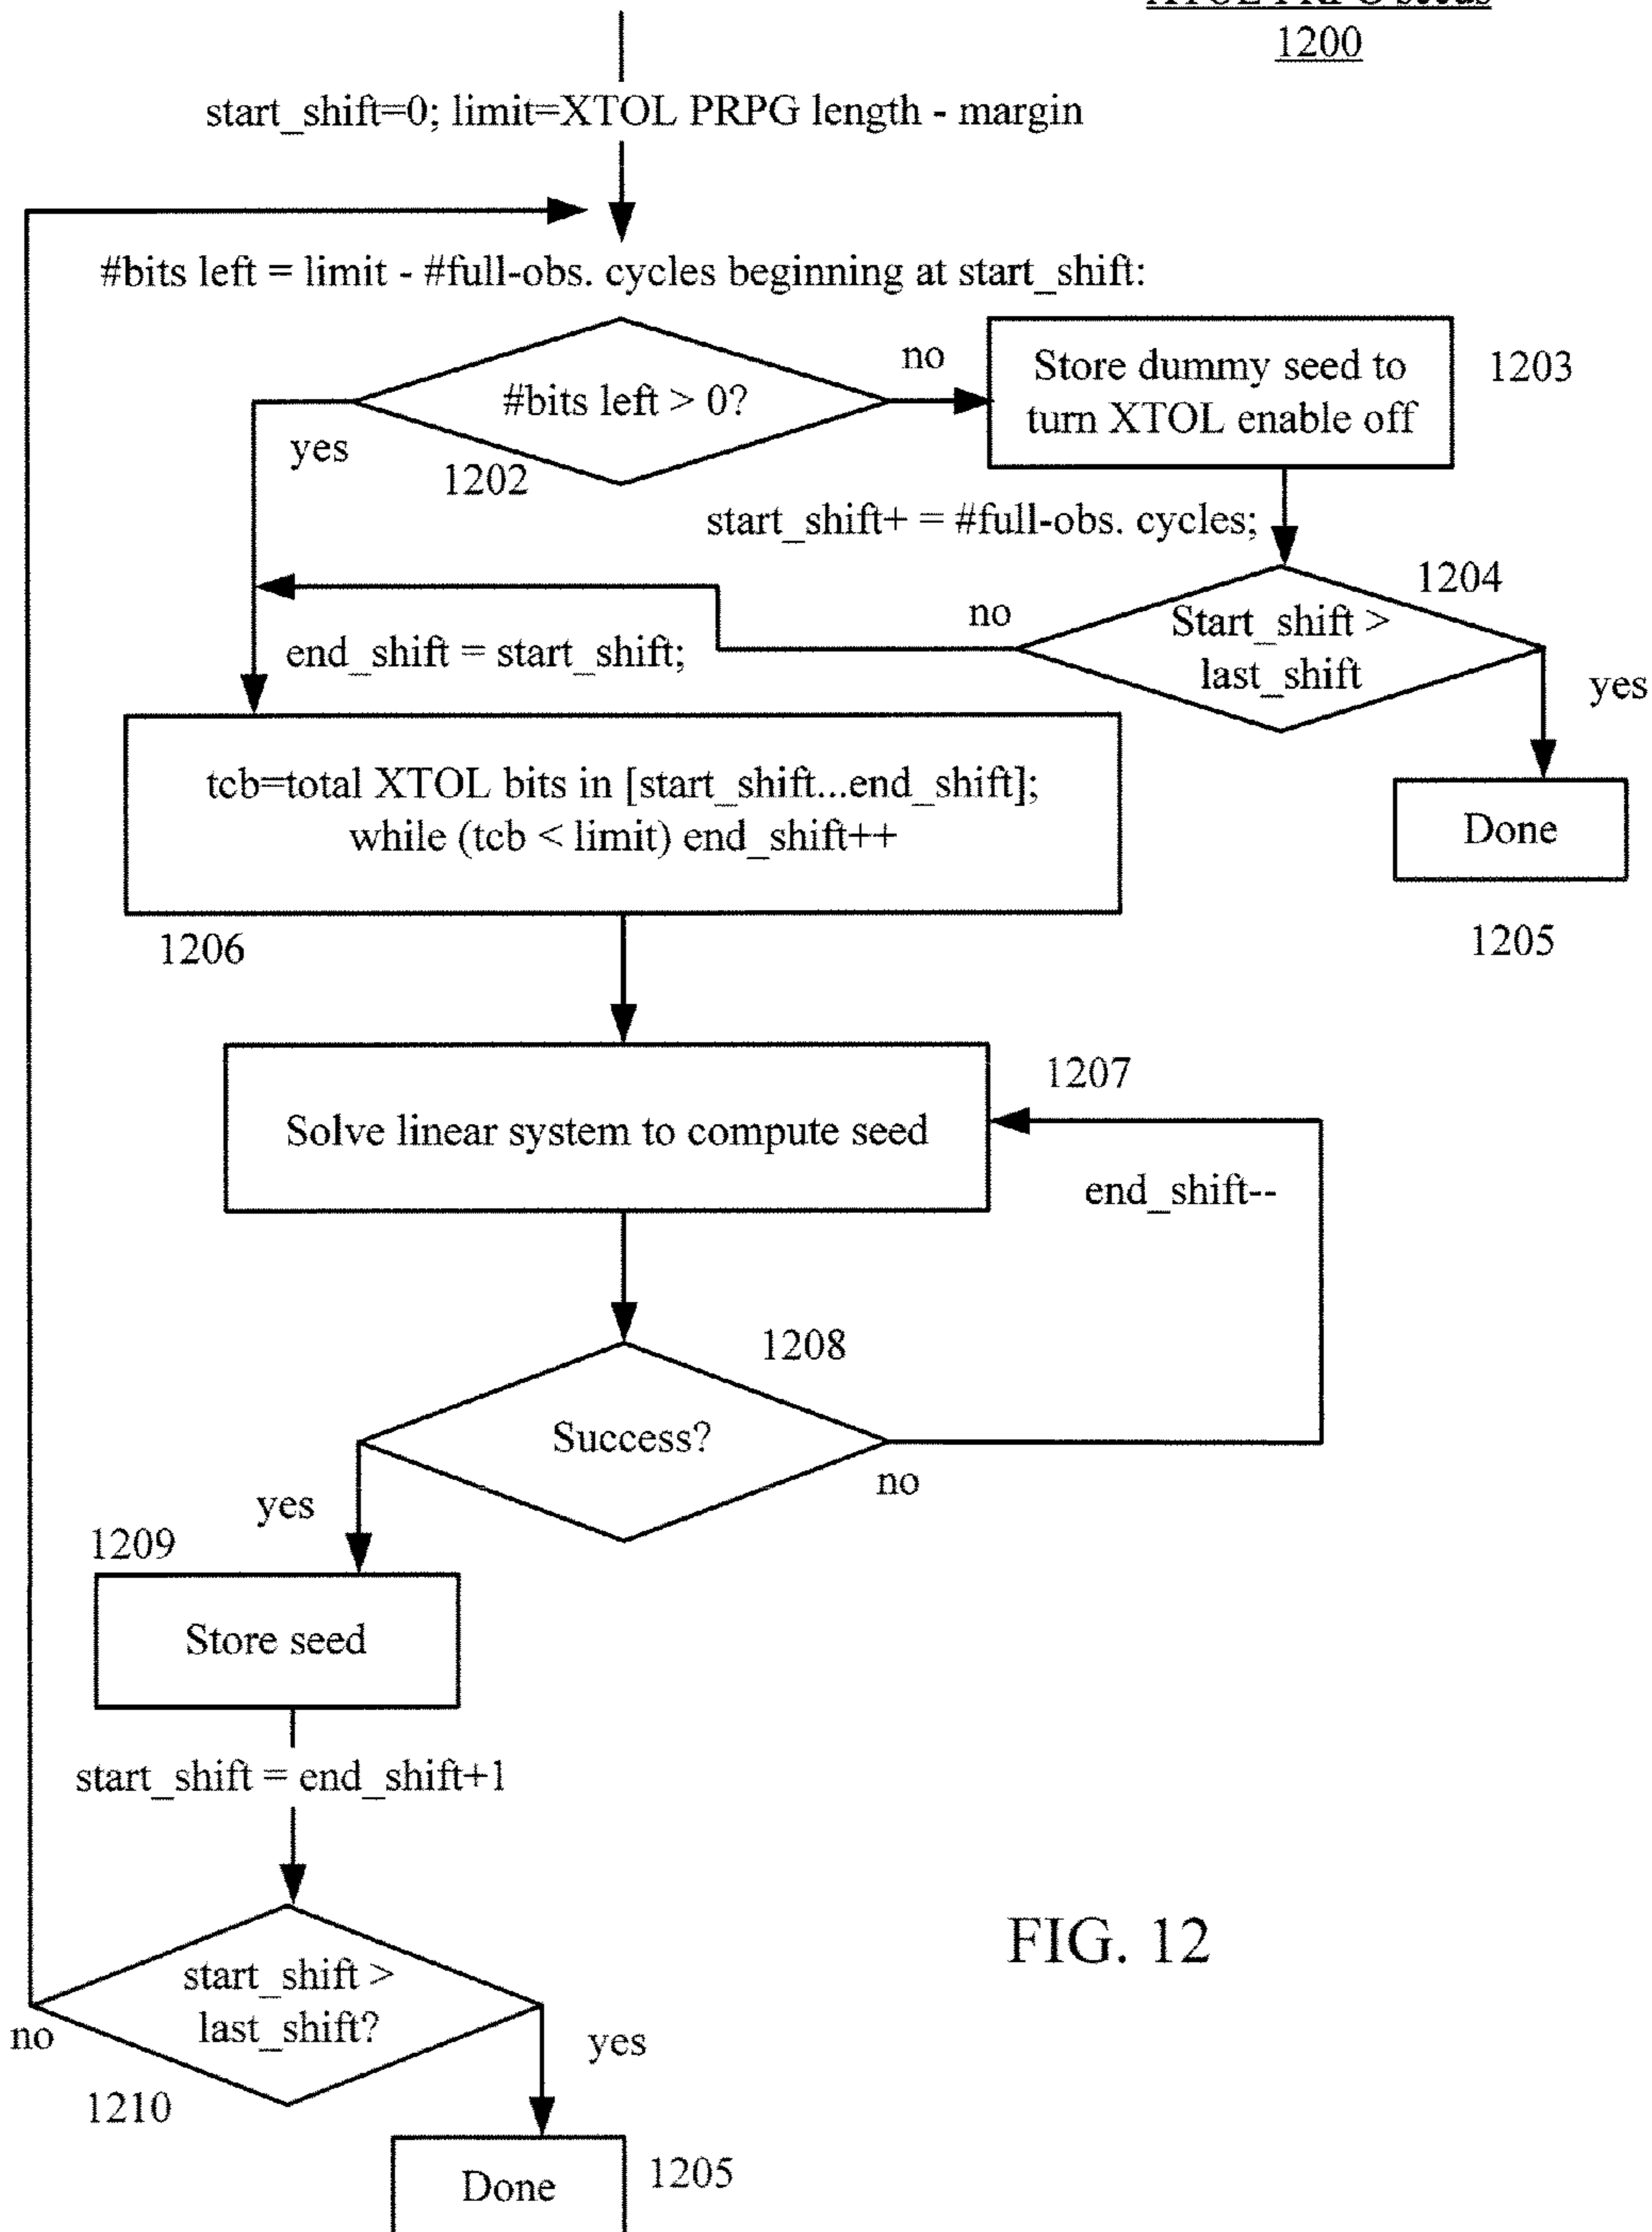 1200
start_shift=0; limit=XTOL PRPG length - margin
#bits left = limit - #full-obs. cycles beginning at start_shift:
#bits left > 0?
no
Store dummy seed to
turn XTOL enable off
1203
yes
1202
start_shift+ = #full-obs. cycles;
1204
no
Start_shift >
last_shift
end_shift = start_shift;
yes
tcb=total XTOL bits in [start_shift...end_shift];
while (tcb < limit) end_shift++
Done
1206
1205
1207
Solve linear system to compute seed
end_shift--
1208
Success?
no
yes
1209
Store seed
start_shift = end_shift+1
FIG. 12
start_shift >
last_shift?
no
yes
1210
Done
1205